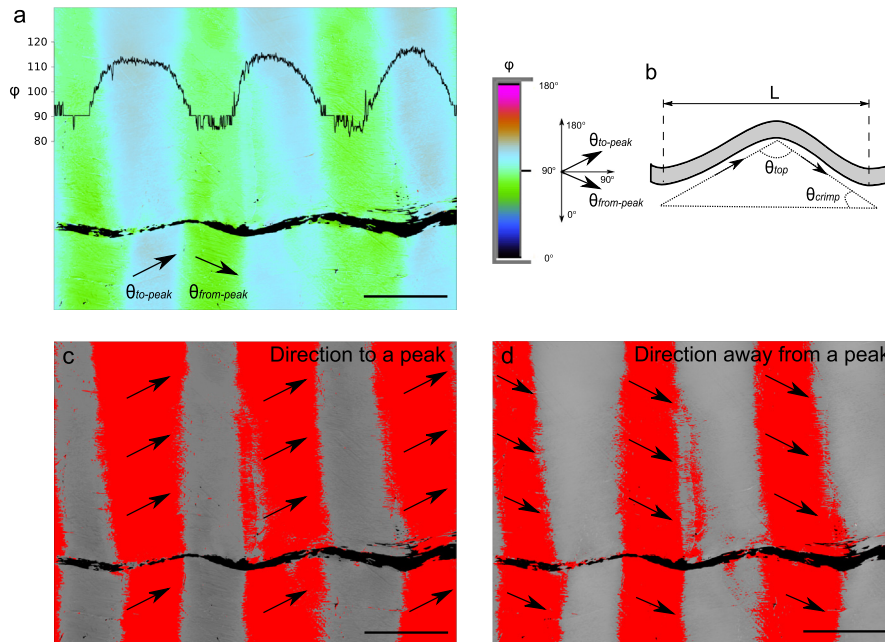 a
120
110
100
90
80
φ
θto-peak
θfrom-peak
φ
180°
90°
0°
180°
90°
0°
θto-peak
θfrom-peak
b
L
θtop
θcrimp
c
Direction to a peak
d
Direction away from a peak